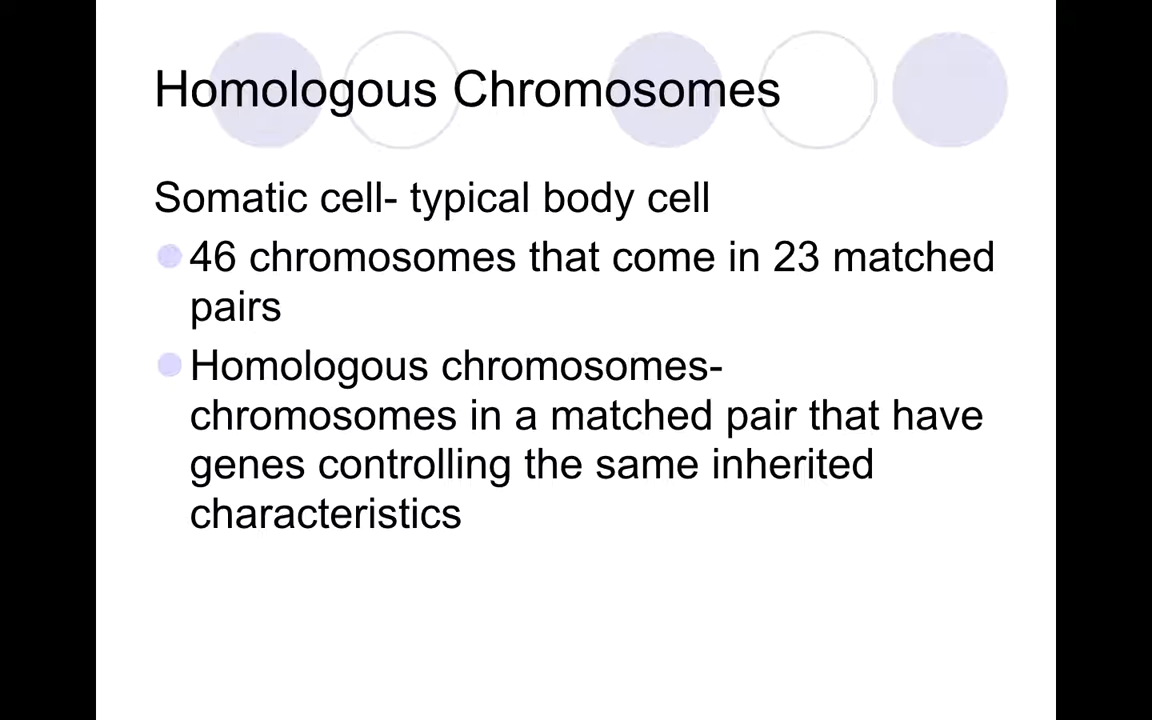 Homologous Chromosomes
Somatic cell- typical body cell
46 chromosomes that come in 23 matched
pairs
Homologous chromosomes-
chromosomes in a matched pair that have
genes controlling the same inherited
characteristics